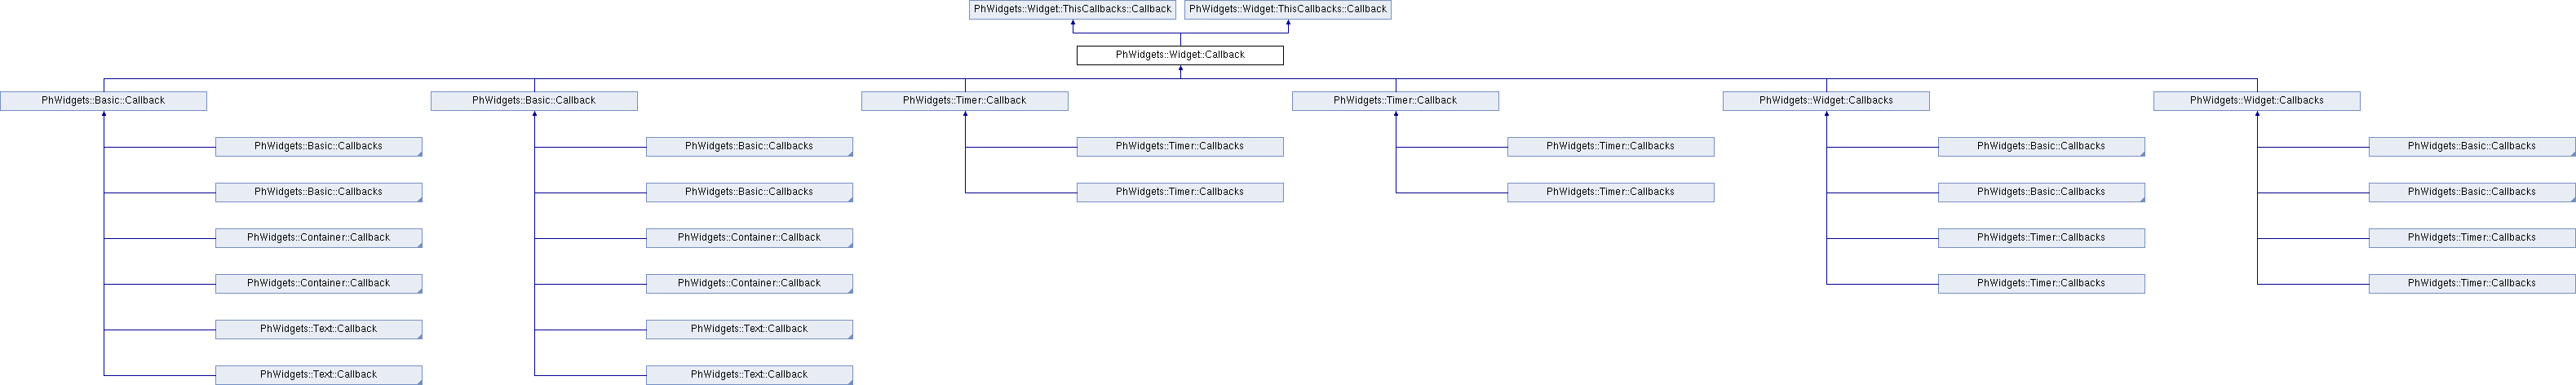 PhWidgets::Widget::ThisCallbacks::Callback
PhWidgets::Widget::ThisCallbacks::Callback
PhWidgets::Widget::Callback
PhWidgets::Basic::Callback
PhWidgets::Basic::Callback
PhWidgets::Timer::Callback
PhWidgets::Timer::Callback
PhWidgets::Widget::Callbacks
PhWidgets::Widget::Callbacks
PhWidgets::Basic::Callbacks
PhWidgets::Basic::Callbacks
PhWidgets::Timer::Callbacks
PhWidgets::Timer::Callbacks
PhWidgets::Basic::Callbacks
PhWidgets::Basic::Callbacks
PhWidgets::Basic::Callbacks
PhWidgets::Basic::Callbacks
PhWidgets::Timer::Callbacks
PhWidgets::Timer::Callbacks
PhWidgets::Basic::Callbacks
PhWidgets::Basic::Callbacks
PhWidgets::Container::Callback
PhWidgets::Container::Callback
PhWidgets::Timer::Callbacks
PhWidgets::Timer::Callbacks
PhWidgets::Container::Callback
PhWidgets::Container::Callback
PhWidgets::Timer::Callbacks
PhWidgets::Timer::Callbacks
PhWidgets::Text::Callback
PhWidgets::Text::Callback
PhWidgets::Text::Callback
PhWidgets::Text::Callback